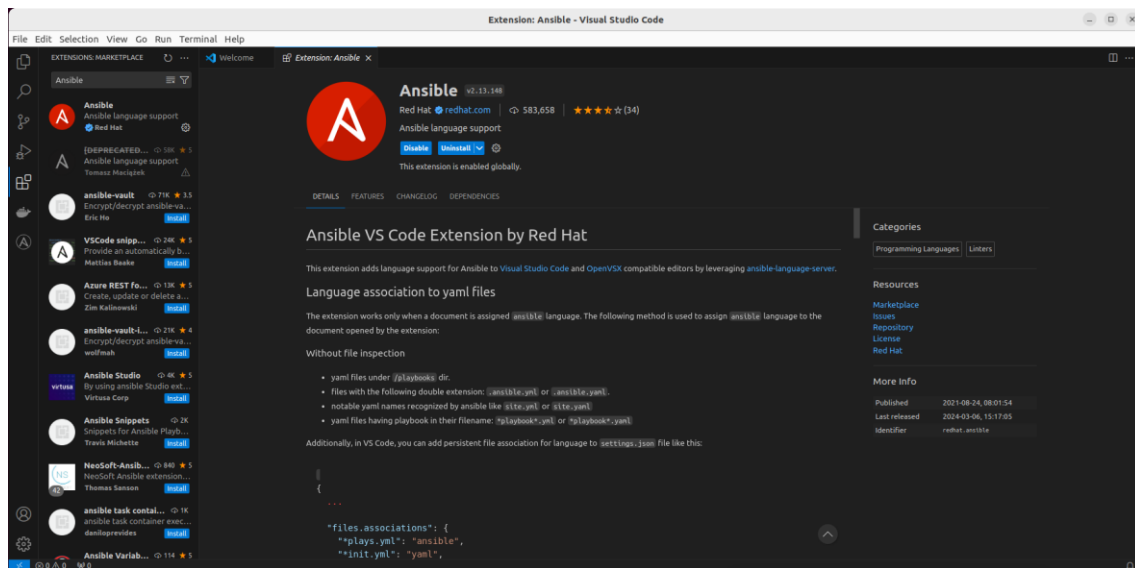 Extension: Ansible - Visual Studio Code
File Edit Selection View Go Run Terminal Help
EXTENSIONS: MARKETPLACE
Ansible
Ansible
Ansible language support
Red Hat
[DEPRECATED... 58K ★ 5
Ansible language support
Tomasz Maciążek
ansible-vault 71K ★ 3.5
Encrypt/decrypt ansible-va...
Eric Ho Install
VSCode snipp... 24K ★ 5
Provide an automatically b...
Mattias Baake Install
Azure REST fo... 13K ★ 5
Create, update or delete a...
Zim Kalinowski Install
ansible-vault-i... 21K ★ 4
Encrypt/decrypt ansible-va...
wolfmah Install
virtusa
Ansible Studio 4K ★ 5
By using ansible Studio ext...
Virtusa Corp Install
Ansible Snippets 2K
Snippets for Ansible Playb...
Travis Michette Install
NS
42
NeoSoft-Ansib... 840 ★ 5
NeoSoft Ansible extension...
Thomas Sanson Install
ansible task contai... 1K
ansible task container exec...
daniloprevides Install
Ansible Variab... 114 ★ 5
Welcome
Extension: Ansible
Ansible v2.13.148
Red Hat redhat.com | 583,658 | ★★★★☆(34)
Ansible language support
Disable Uninstall
This extension is enabled globally.
DETAILS FEATURES CHANGELOG DEPENDENCIES
Ansible VS Code Extension by Red Hat
This extension adds language support for Ansible to Visual Studio Code and OpenVSX compatible editors by leveraging ansible-language-server.
Language association to yaml files
The extension works only when a document is assigned ansible language. The following method is used to assign ansible language to the
document opened by the extension:
Without file inspection
• yaml files under /playbooks dir.
• files with the following double extension: .ansible.yml or .ansible.yaml.
• notable yaml names recognized by ansible like site.yml or site.yaml
• yaml files having playbook in their filename: *playbook*.yml or *playbook*.yaml
Additionally, in VS Code, you can add persistent file association for language to settings.json file like this:
{
...
"files.associations": {
"*plays.yml": "ansible",
"*init.yml": "yaml",
Categories
Programming Languages Linters
Resources
Marketplace
Issues
Repository
License
Red Hat
More Info
Published 2021-08-24, 08:01:54
Last released 2024-03-06, 15:17:05
Identifier redhat.ansible
0 0 0